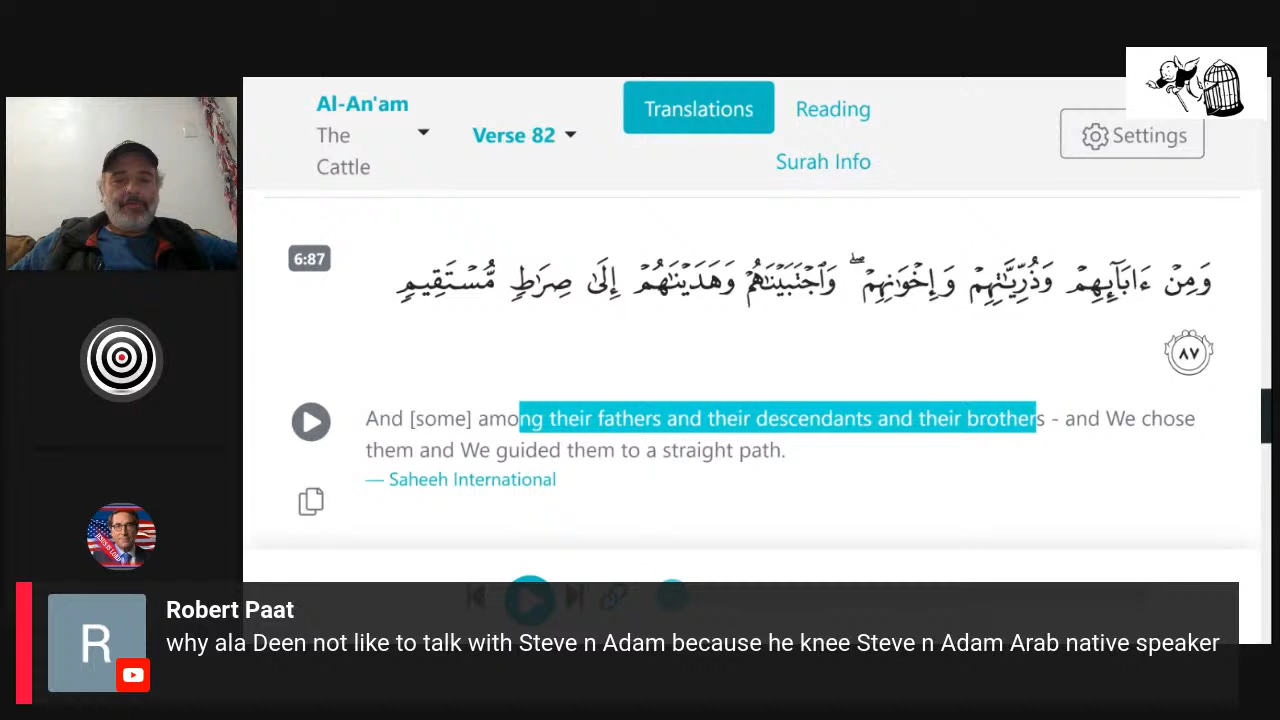 Al-An'am
The
Cattle
Verse 82
Translations
Reading
Surah Info
Settings
6:87
وَمِنْ ءَابَآئِهِمْ وَذُرِّيَّـٰتِهِمْ وَإِخْوَٰنِهِمْ ۖ وَٱجْتَبَيْنَـٰهُمْ وَهَدَيْنَـٰهُمْ إِلَىٰ صِرَٰطٍ مُّسْتَقِيمٍ
٨٧
And [some] among their fathers and their descendants and their brothers - and We chose
them and We guided them to a straight path.
— Saheeh International
JESUS IS LORD
R
Robert Paat
why ala Deen not like to talk with Steve n Adam because he knee Steve n Adam Arab native speaker